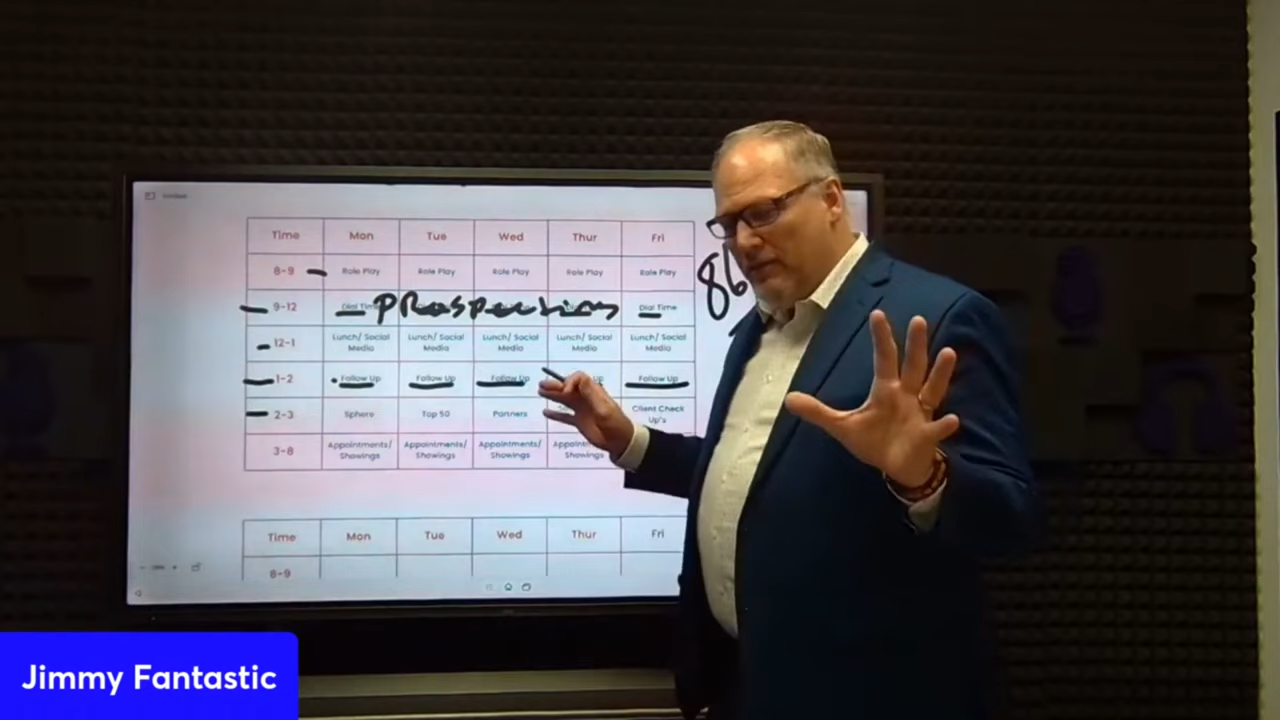 Time Mon Tue Wed Thur Fri
8-9 Role Play Role Play Role Play Role Play Role Play
9-12 Dial Time PRospecting Dial Time
86
12-1 Lunch/ Social Lunch/ Social Lunch/ Social Lunch/ Social Lunch/ Social
Media Media Media Media Media
1-2 Follow Up Follow Up Follow Up Up Follow Up
2-3 Sphere Top 50 Client Check
Up's
3-8 Appointments/ Appointments/ Appointments/
Showings Showings Showings Showings
Time Mon Tue Wed Thur Fri
8-9
Jimmy Fantastic